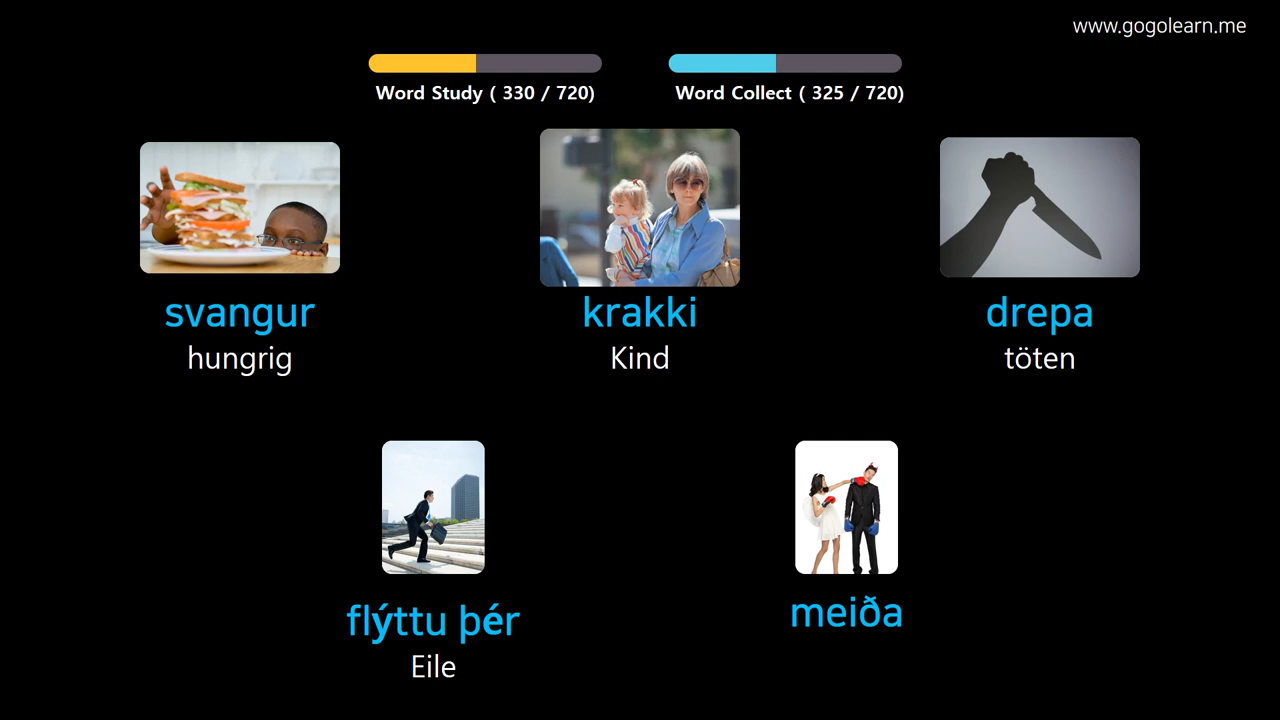 www.gogolearn.me
Word Study ( 330 / 720)
Word Collect ( 325 / 720)
svangur
hungrig
krakki
Kind
drepa
töten
flýttu þér
Eile
meiða